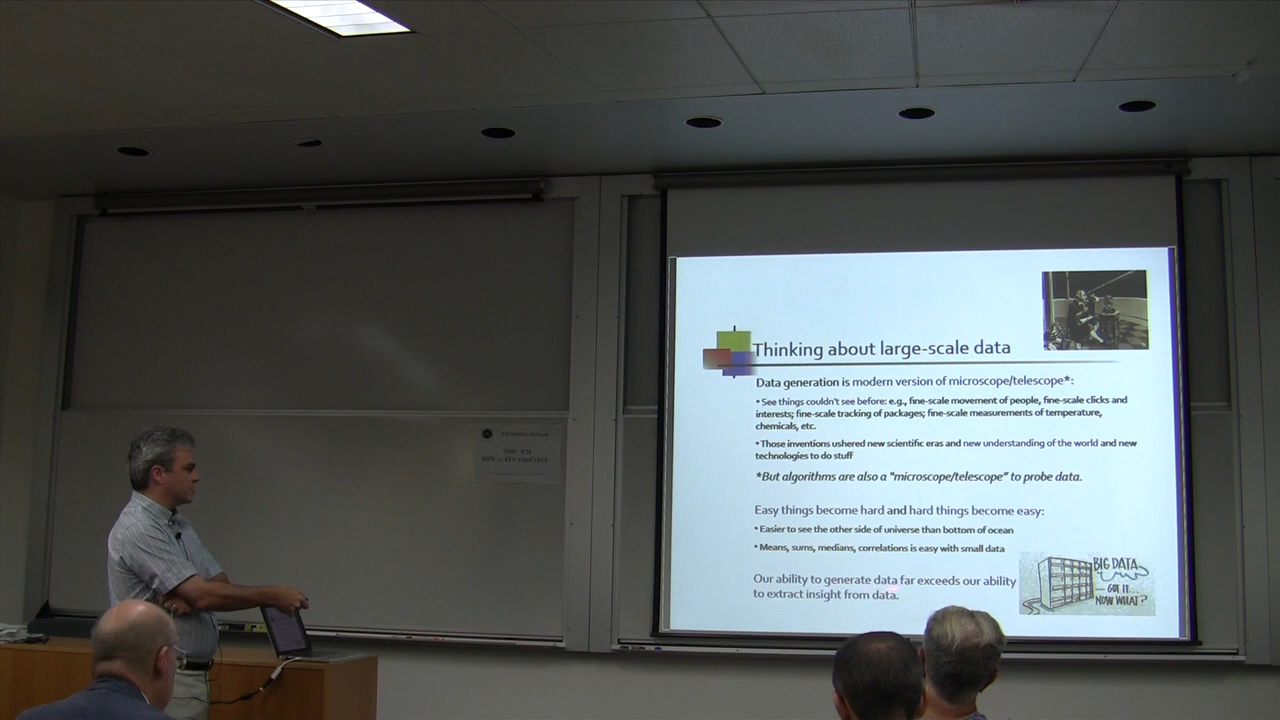 Thinking about large-scale data
Data generation is modern version of microscope/telescope*:
• See things couldn't see before: e.g., fine-scale movement of people, fine-scale clicks and
interests; fine-scale tracking of packages; fine-scale measurements of temperature,
chemicals, etc.
• Those inventions ushered new scientific eras and new understanding of the world and new
technologies to do stuff
*But algorithms are also a "microscope/telescope" to probe data.
Easy things become hard and hard things become easy:
• Easier to see the other side of universe than bottom of ocean
• Means, sums, medians, correlations is easy with small data
Our ability to generate data far exceeds our ability
to extract insight from data.
BIG DATA
GOT IT...
NOW WHAT?